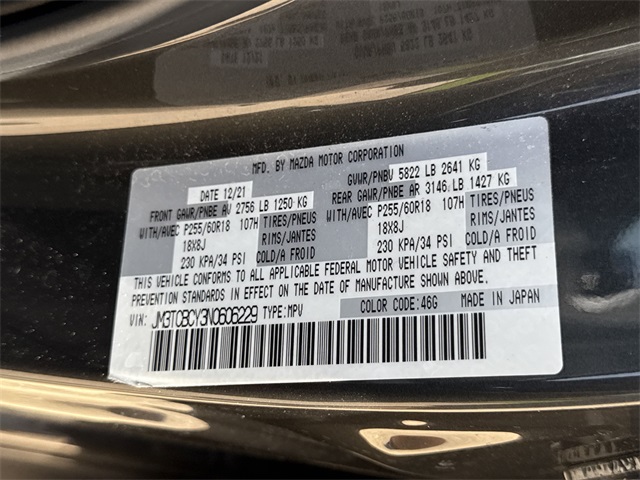 MFD. BY MAZDA MOTOR CORPORATION
DATE 12/21 GVWR/PNBV 5822 LB 2641 KG
FRONT GAWR/PNBE AV 2756 LB 1250 KG REAR GAWR/PNBE AR 3146 LB 1427 KG
WITH/AVEC P255/60R18 107H TIRES/PNEUS WITH/AVEC P255/60R18 107H TIRES/PNEUS
18X8J RIMS/JANTES 18X8J RIMS/JANTES
230 KPA/34 PSI COLD/A FROID 230 KPA/34 PSI COLD/A FROID
THIS VEHICLE CONFORMS TO ALL APPLICABLE FEDERAL MOTOR VEHICLE SAFETY AND THEFT
PREVENTION STANDARDS IN EFFECT ON THE DATE OF MANUFACTURE SHOWN ABOVE.
COLOR CODE:46G MADE IN JAPAN
VIN: JM3TCBCY3N0606229 TYPE:MPV